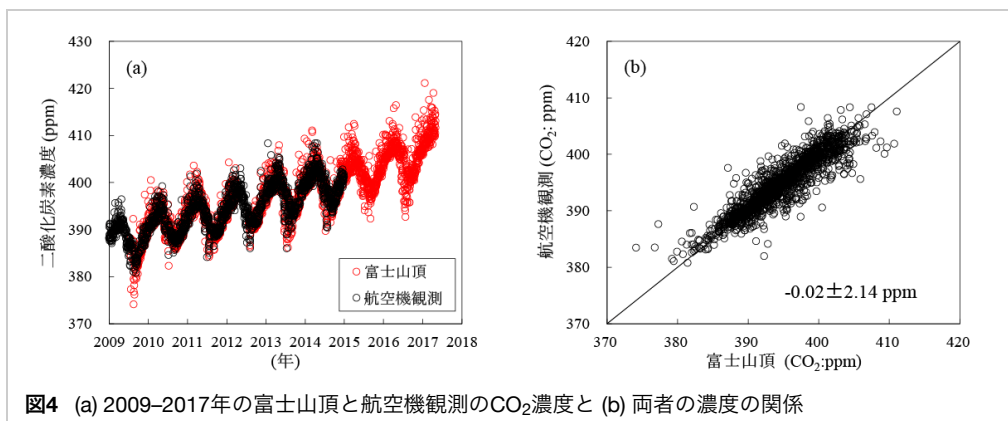 430
420
410
400
390
380
370
二酸化炭素濃度 (ppm)
(a)
富士山頂
航空機観測
2009 2010 2011 2012 2013 2014 2015 2016 2017 2018
(年)
420
410
400
390
380
370
航空機観測 (CO2: ppm)
(b)
-0.02±2.14 ppm
370 380 390 400 410 420
富士山頂 (CO2:ppm)
図4 (a) 2009–2017年の富士山頂と航空機観測のCO2濃度と (b) 両者の濃度の関係